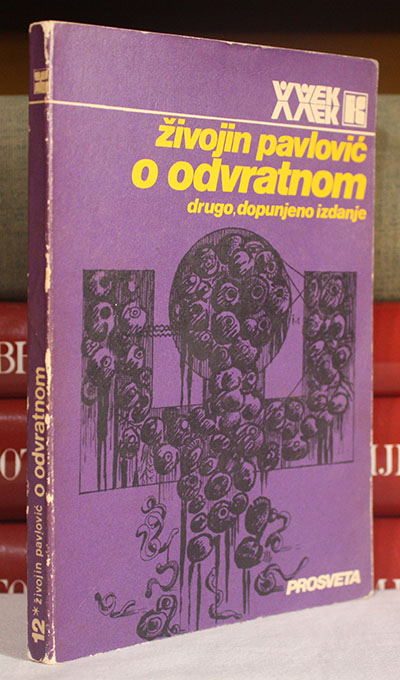 XX VEK
K
živojin pavlović
o odvratnom
drugo, dopunjeno izdanje
PROSVETA
12 * živojin pavlović o odvratnom
K